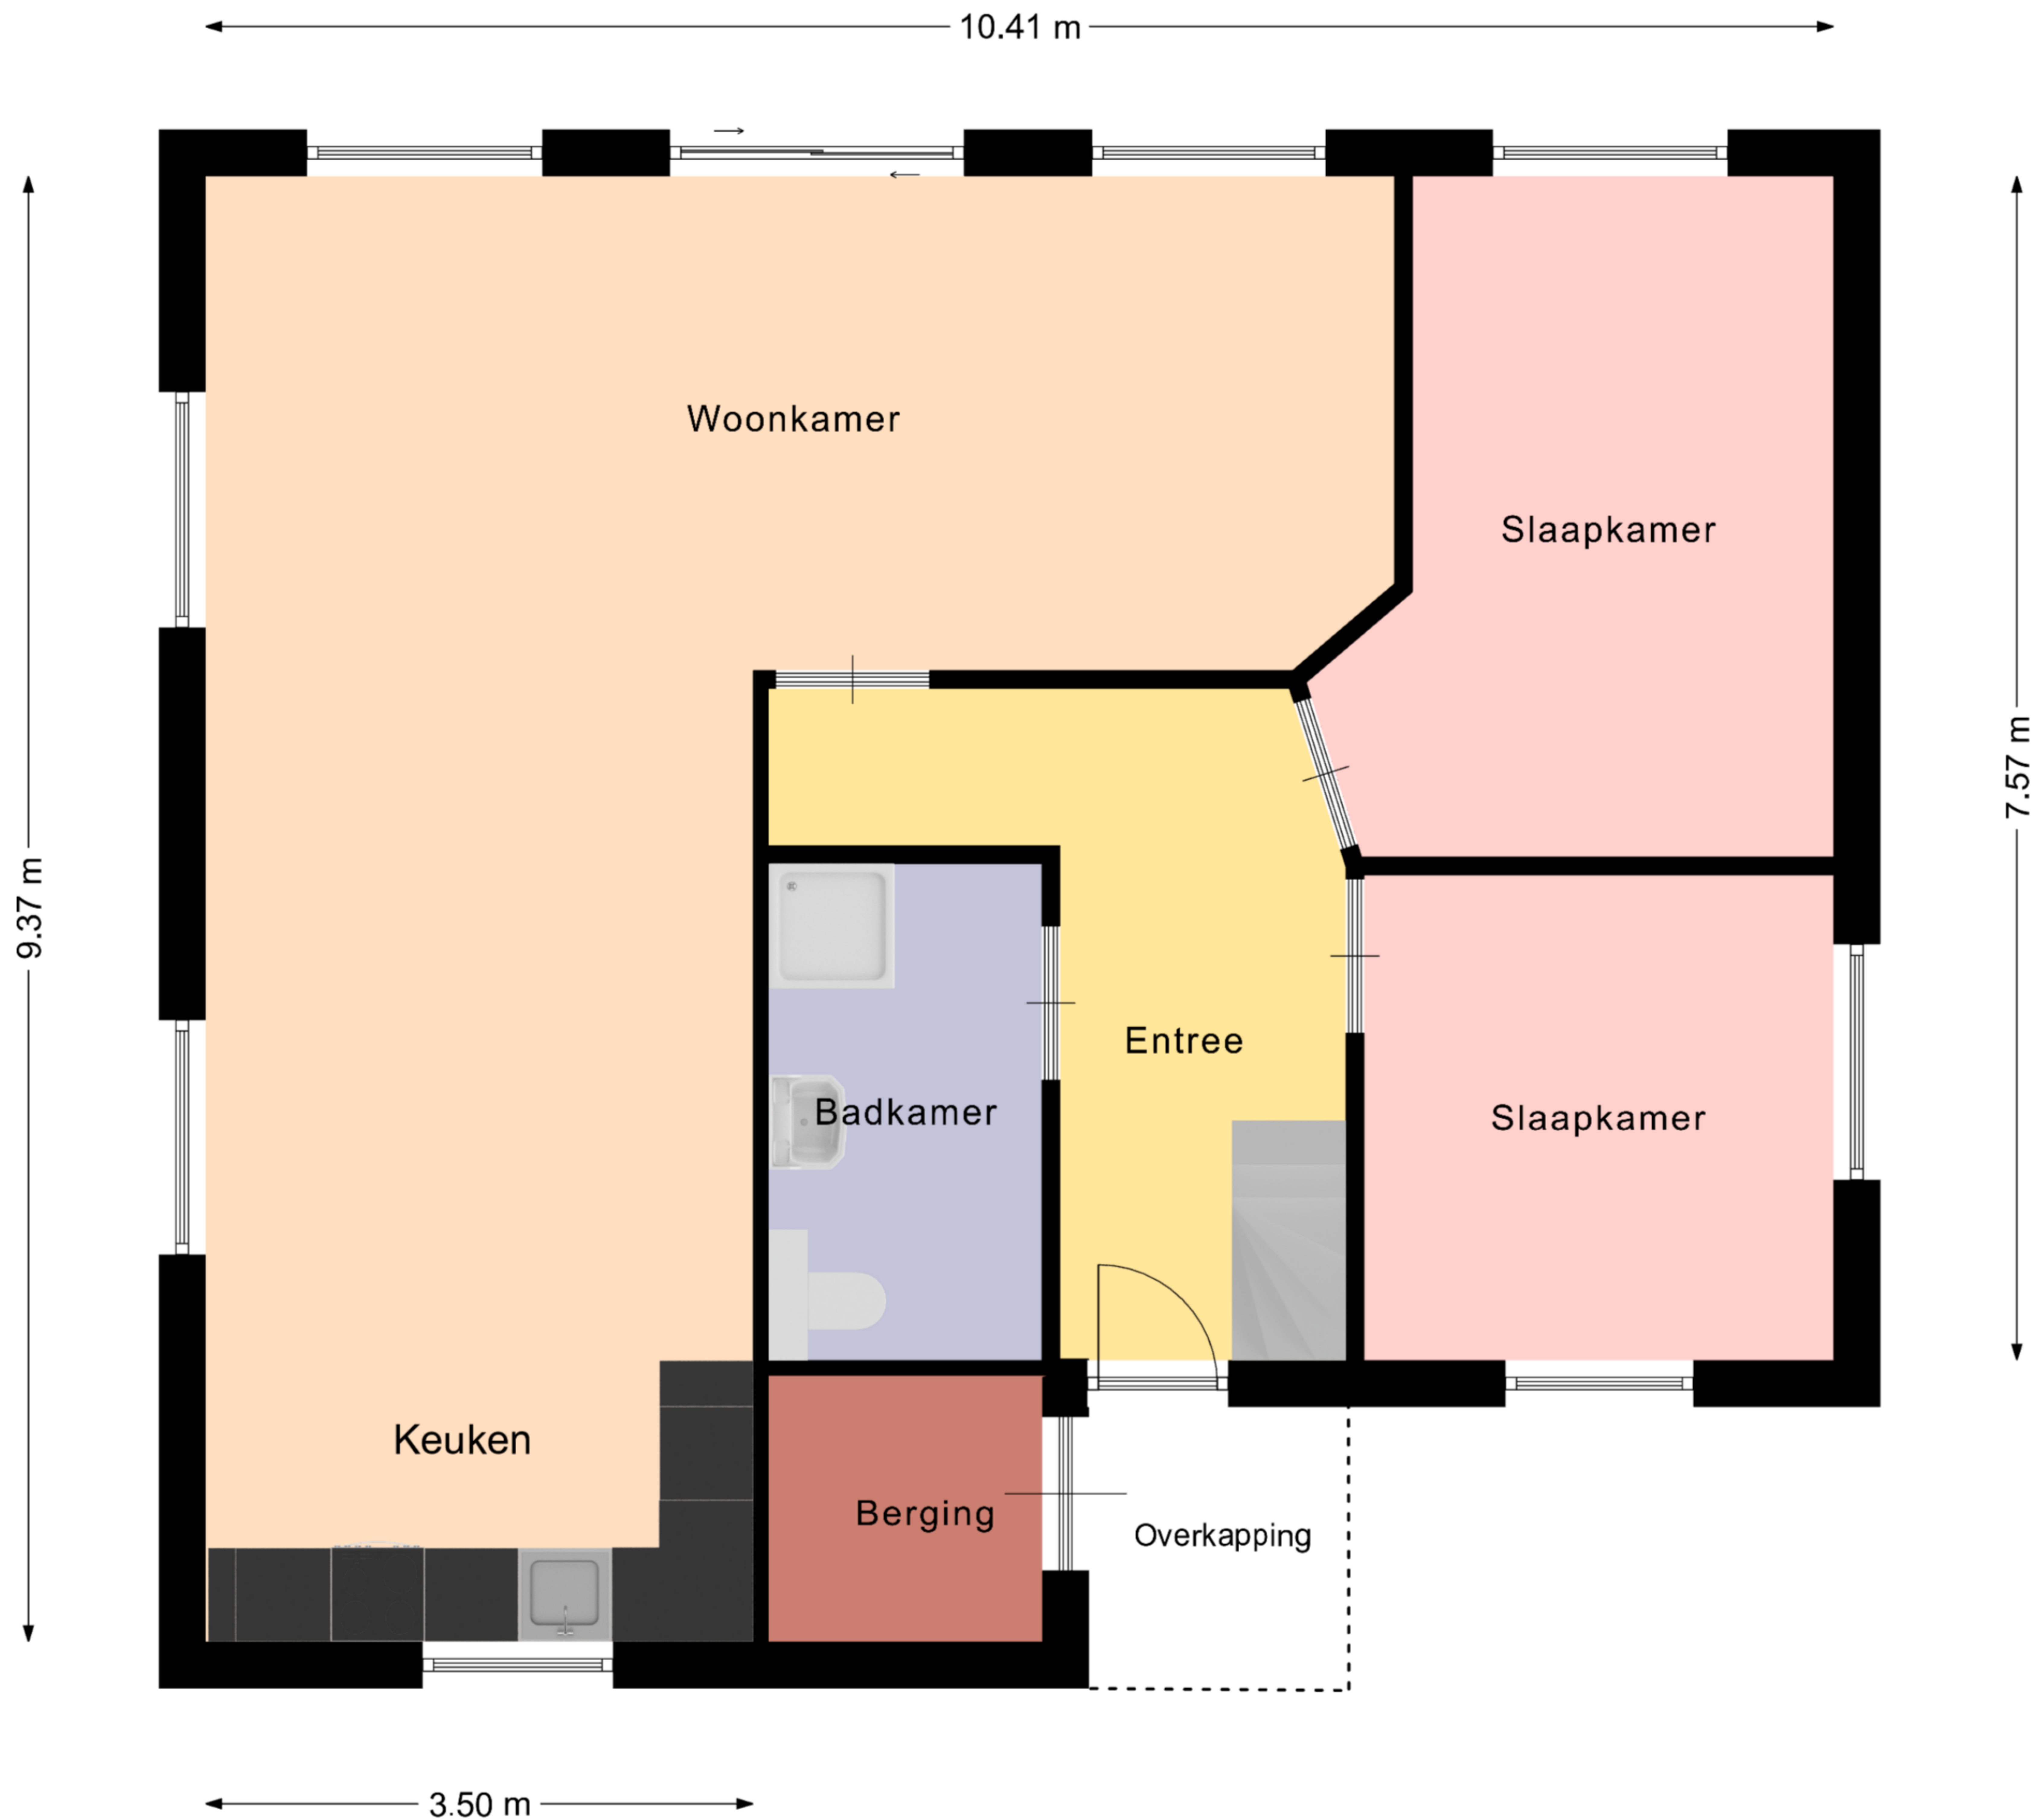 10.41 m
Woonkamer
Slaapkamer
7.57 m
9.37 m
Entree
Badkamer
Slaapkamer
Keuken
Berging
Overkapping
3.50 m